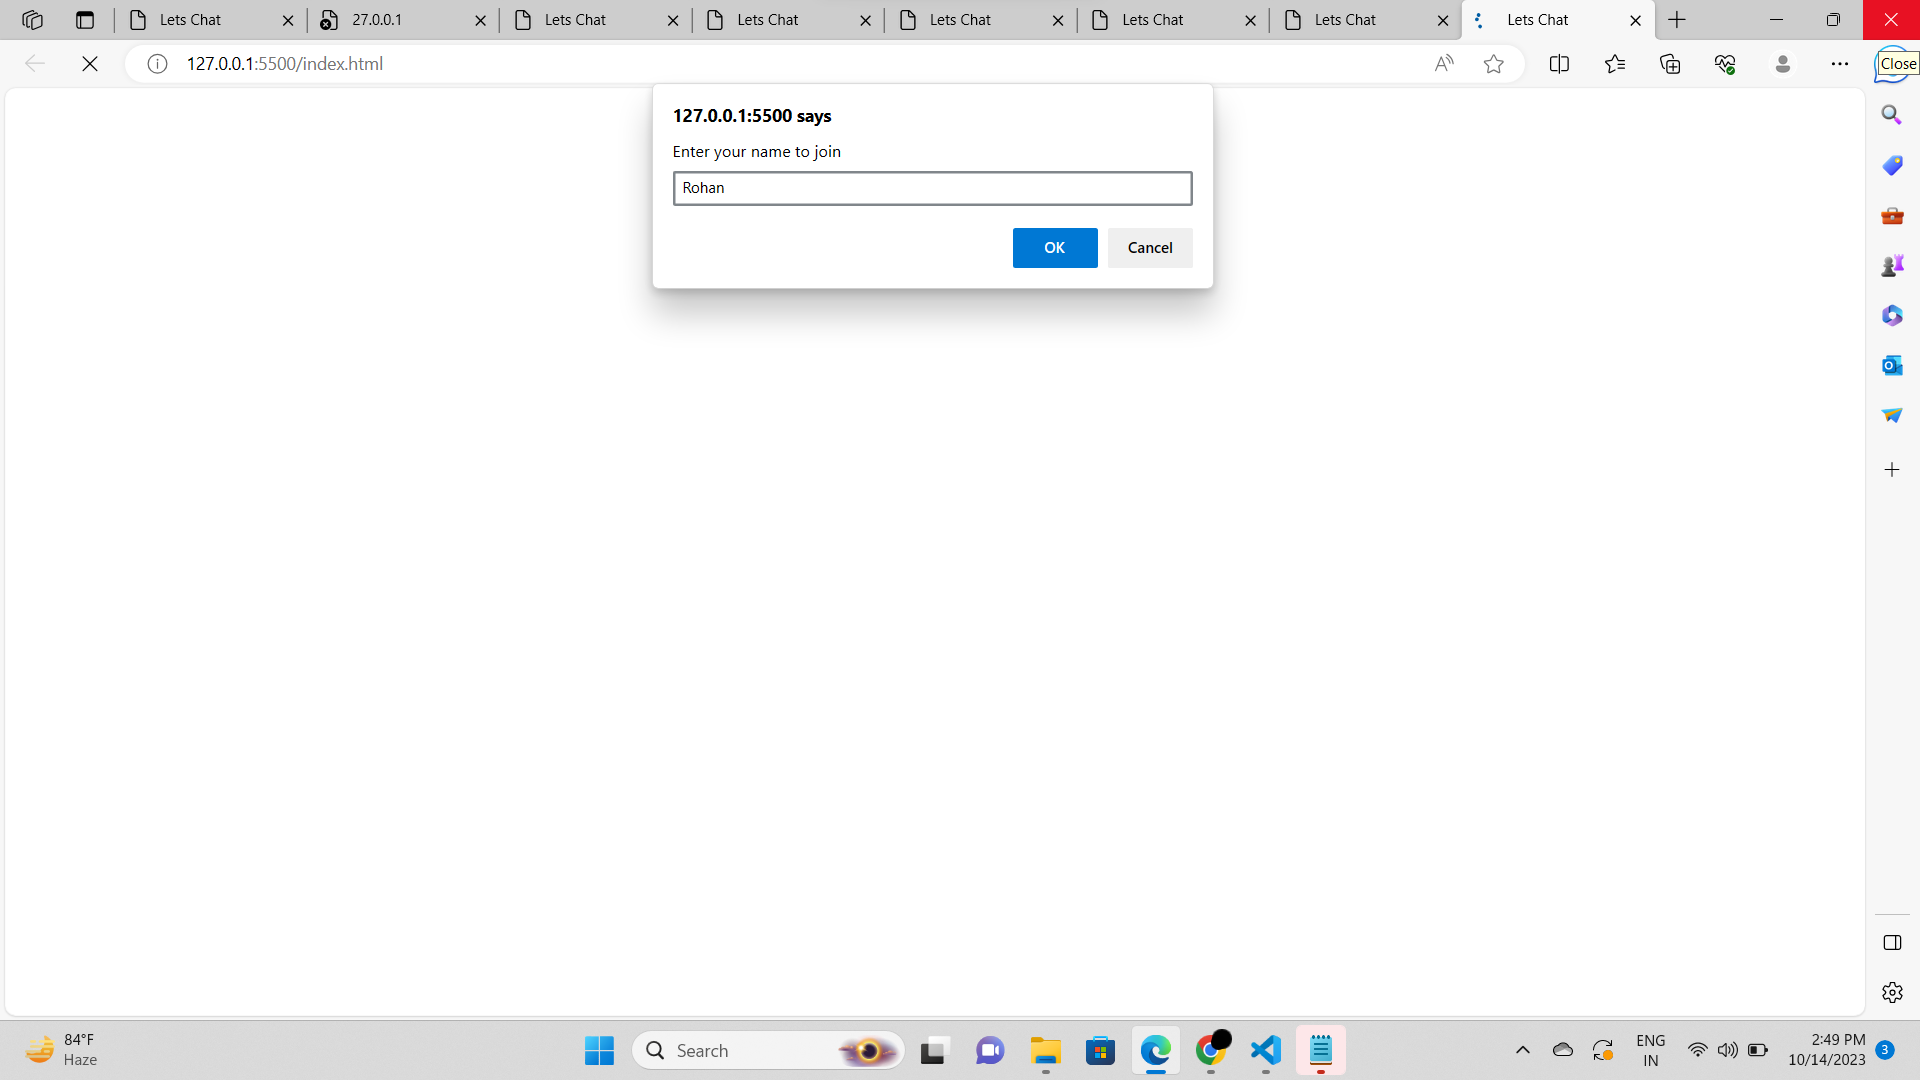 Lets Chat
27.0.0.1
Lets Chat
Lets Chat
Lets Chat
Lets Chat
Lets Chat
Lets Chat
127.0.0.1:5500/index.html
Close
127.0.0.1:5500 says
Enter your name to join
Rohan
OK
Cancel
84°F
Haze
Search
ENG
IN
2:49 PM
10/14/2023
3